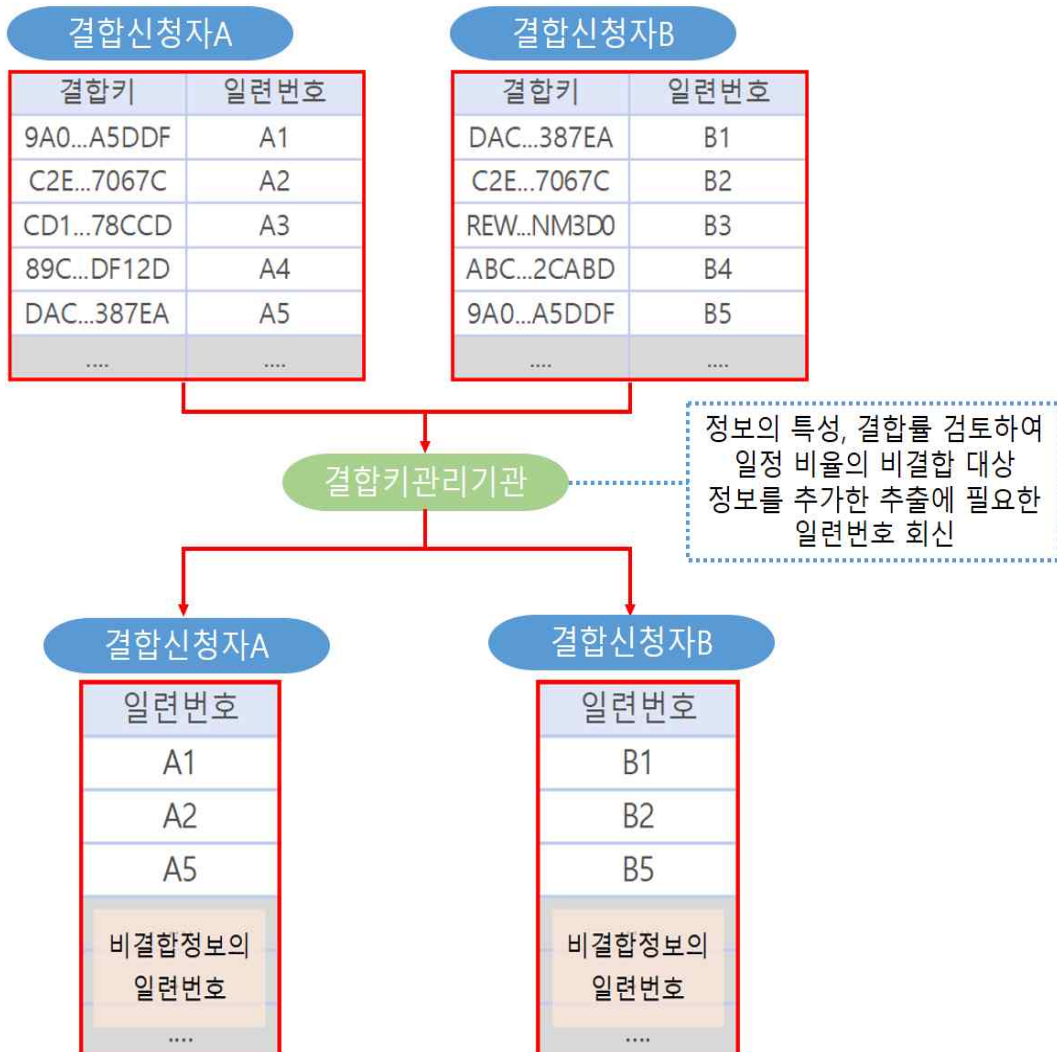 결합신청자A
결합신청자B
결합키 일련번호
9A0...A5DDF A1
C2E...7067C A2
CD1...78CCD A3
89C...DF12D A4
DAC...387EA A5
.... ....
결합키 일련번호
DAC...387EA B1
C2E...7067C B2
REW...NM3D0 B3
ABC...2CABD B4
9A0...A5DDF B5
.... ....
결합키관리기관
정보의 특성, 결합률 검토하여
일정 비율의 비결합 대상
정보를 추가한 추출에 필요한
일련번호 회신
결합신청자A
일련번호
A1
A2
A5
비결합정보의
일련번호
....
결합신청자B
일련번호
B1
B2
B5
비결합정보의
일련번호
....